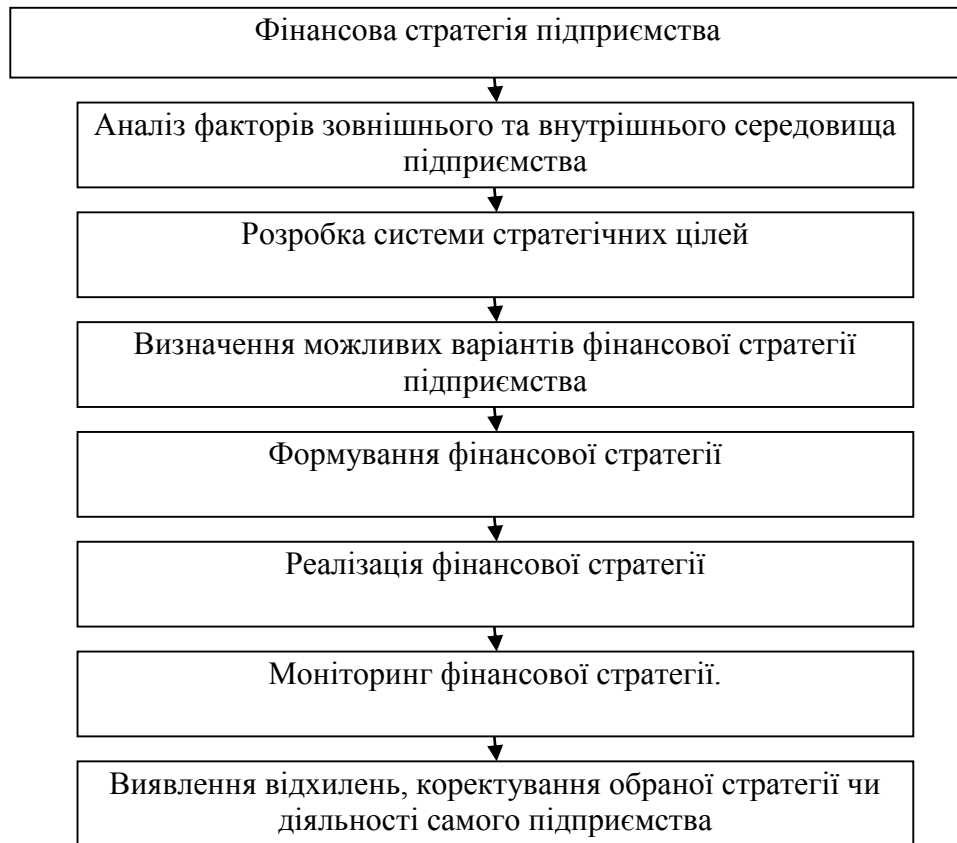 Фінансова стратегія підприємства
Аналіз факторів зовнішнього та внутрішнього середовища
підприємства
Розробка системи стратегічних цілей
Визначення можливих варіантів фінансової стратегії
підприємства
Формування фінансової стратегії
Реалізація фінансової стратегії
Моніторинг фінансової стратегії.
Виявлення відхилень, коректування обраної стратегії чи
діяльності самого підприємства